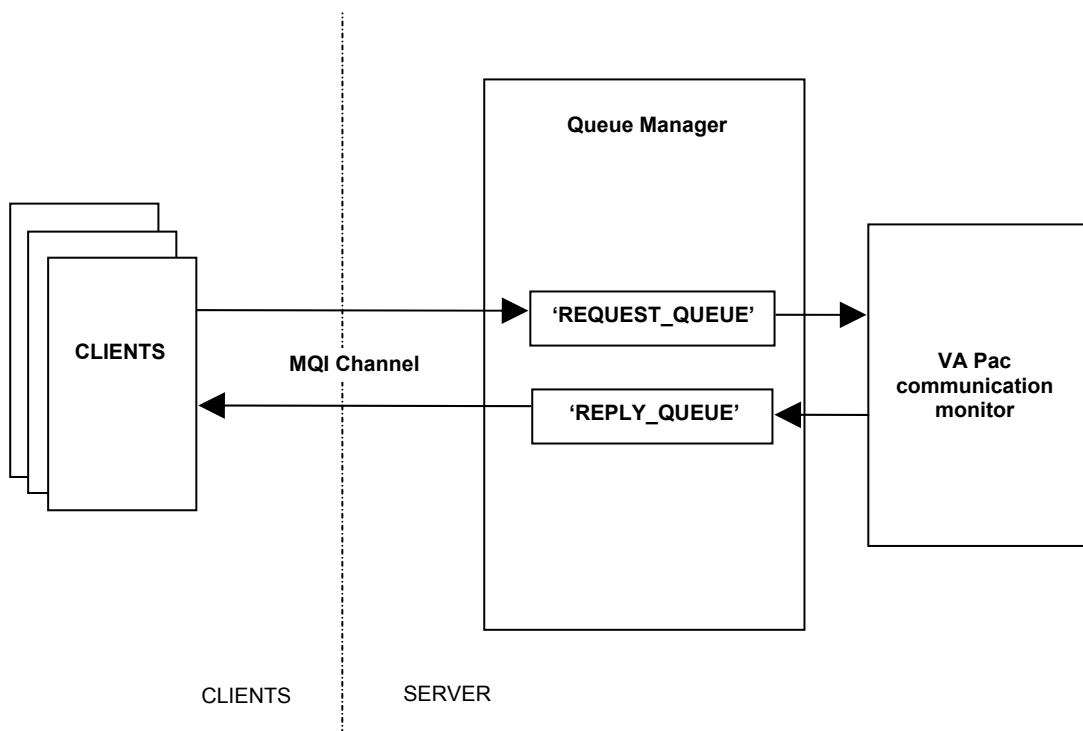 Queue Manager
‘REQUEST_QUEUE’
CLIENTS
MQI Channel
VA Pac
communication
monitor
‘REPLY_QUEUE’
CLIENTS
SERVER